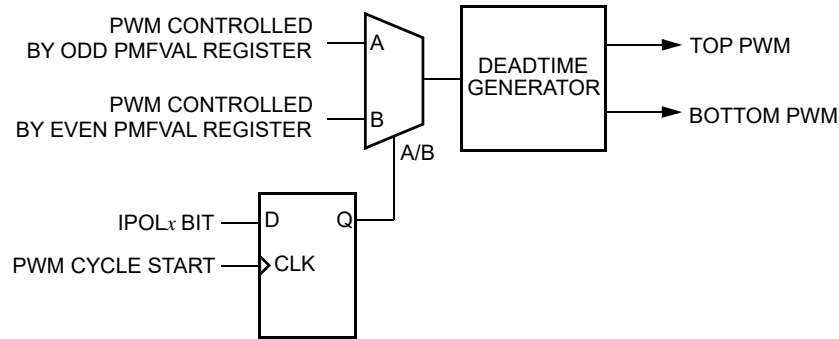 PWM CONTROLLED
BY ODD PMFVAL REGISTER
A
DEADTIME
GENERATOR
TOP PWM
PWM CONTROLLED
BY EVEN PMFVAL REGISTER
B
BOTTOM PWM
A/B
IPOLx BIT
D
Q
PWM CYCLE START
CLK